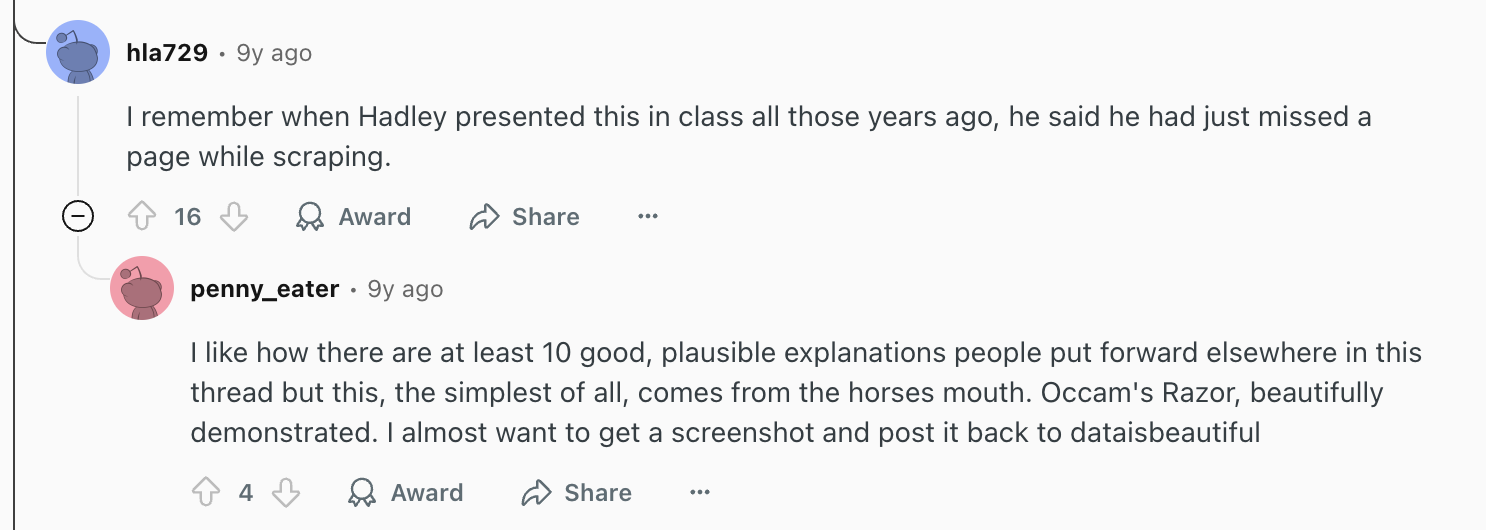 hla729 • 9y ago
I remember when Hadley presented this in class all those years ago, he said he had just missed a
page while scraping.
16 Award Share ...
penny_eater • 9y ago
I like how there are at least 10 good, plausible explanations people put forward elsewhere in this
thread but this, the simplest of all, comes from the horses mouth. Occam's Razor, beautifully
demonstrated. I almost want to get a screenshot and post it back to dataisbeautiful
4 Award Share ...